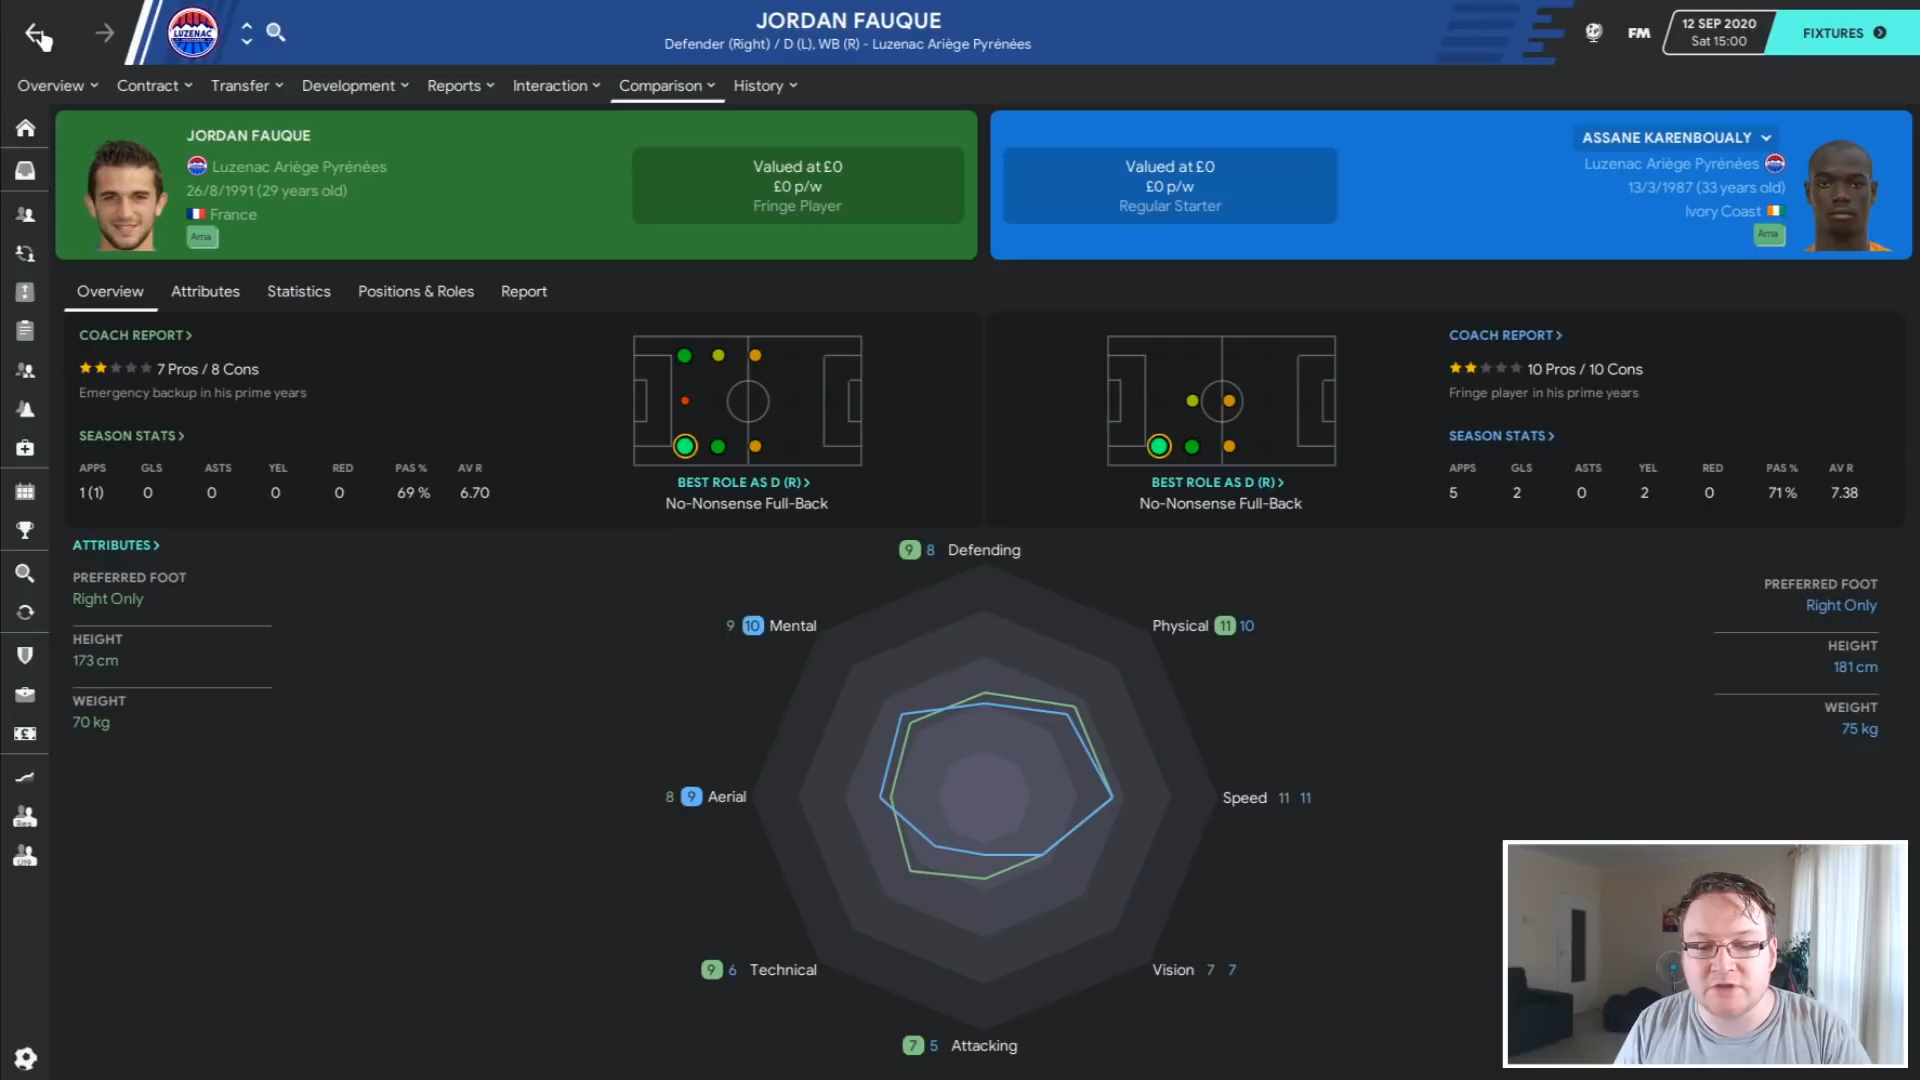 JORDAN FAUQUE
Defender (Right) / D (L), WB (R) - Luzenac Ariège Pyrénées
LUZENAC
FM
12 SEP 2020
Sat 15:00
FIXTURES
Overview Contract Transfer Development Reports Interaction Comparison History
JORDAN FAUQUE
Luzenac Ariège Pyrénées
26/8/1991 (29 years old)
France
Ama
Valued at £0
£0 p/w
Fringe Player
Valued at £0
£0 p/w
Regular Starter
ASSANE KARENBOUALY
Luzenac Ariège Pyrénées
13/3/1987 (33 years old)
Ivory Coast
Ama
Overview Attributes Statistics Positions & Roles Report
COACH REPORT
7 Pros / 8 Cons
Emergency backup in his prime years
SEASON STATS
APPS GLS ASTS YEL RED PAS % AV R
1 (1) 0 0 0 0 69 % 6.70
BEST ROLE AS D (R)
No-Nonsense Full-Back
BEST ROLE AS D (R)
No-Nonsense Full-Back
COACH REPORT
10 Pros / 10 Cons
Fringe player in his prime years
SEASON STATS
APPS GLS ASTS YEL RED PAS % AV R
5 2 0 2 0 71 % 7.38
ATTRIBUTES
PREFERRED FOOT
Right Only
HEIGHT
173 cm
WEIGHT
70 kg
9 8 Defending
9 10 Mental
Physical 11 10
8 9 Aerial
Speed 11 11
9 6 Technical
Vision 7 7
7 5 Attacking
PREFERRED FOOT
Right Only
HEIGHT
181 cm
WEIGHT
75 kg
Res
U19